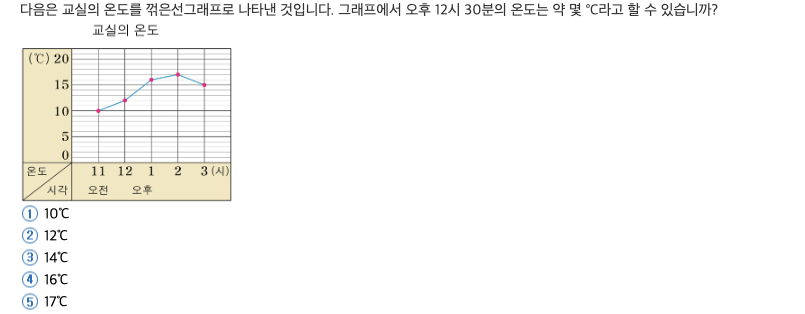 다음은 교실의 온도를 꺾은선그래프로 나타낸 것입니다. 그래프에서 오후 12시 30분의 온도는 약 몇 ℃라고 할 수 있습니까?
교실의 온도
(℃) 20
15
10
5
0
온도
시각
11 12 1 2 3 (시)
오전 오후
① 10℃
② 12℃
③ 14℃
④ 16℃
⑤ 17℃